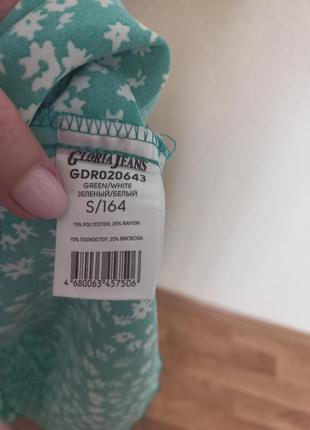 GLORIA JEANS
GDR020643
GREEN/WHITE
ЗЕЛЕНЫЙ/БЕЛЫЙ
S/164
75% POLYESTER, 25% RAYON
75% ПОЛИЭСТЕР, 25% ВИСКОЗА
4 680063 457506